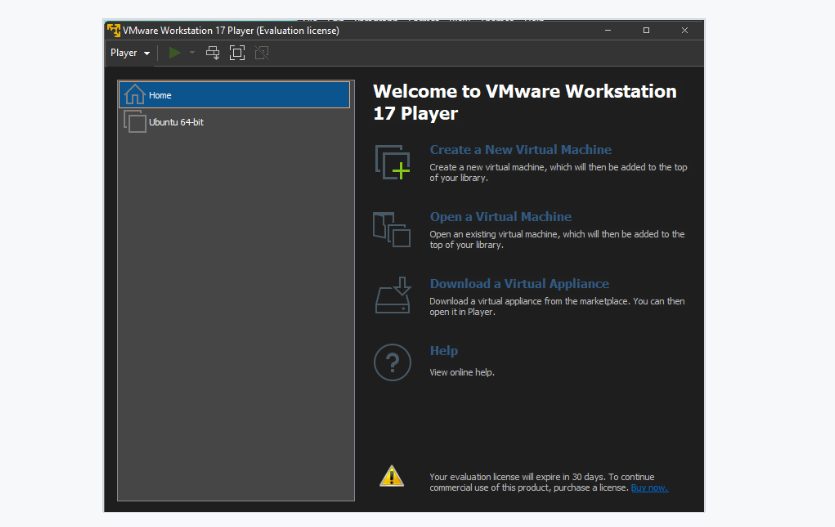 VMware Workstation 17 Player (Evaluation license)
Player
Home
Ubuntu 64-bit
Welcome to VMware Workstation
17 Player
Create a New Virtual Machine
Create a new virtual machine, which will then be added to the top
of your library.
Open a Virtual Machine
Open an existing virtual machine, which will then be added to the
top of your library.
Download a Virtual Appliance
Download a virtual appliance from the marketplace. You can then
open it in Player.
Help
View online help.
Your evaluation license will expire in 30 days. To continue
commercial use of this product, purchase a license. Buy now.